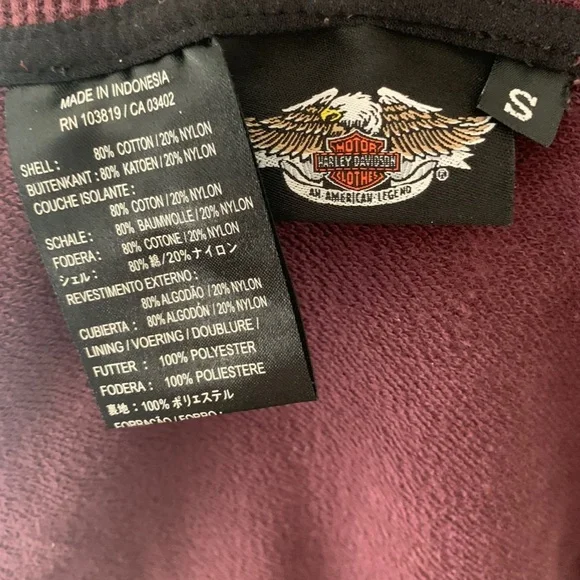 MADE IN INDONESIA
RN 103819 / CA 03402
SHELL: 80% COTTON / 20% NYLON
BUITENKANT: 80% KATOEN / 20% NYLON
COUCHE ISOLANTE:
80% COTON / 20% NYLON
SCHALE: 80% BAUMWOLLE / 20% NYLON
FODERA: 80% COTONE / 20% NYLON
シェル: 80% 綿/20% ナイロン
REVESTIMENTO EXTERNO:
80% ALGODÃO / 20% NYLON
CUBIERTA: 80% ALGODÓN / 20% NYLON
LINING / VOERING / DOUBLURE /
FUTTER: 100% POLYESTER
FODERA: 100% POLIESTERE
裏地:100% ポリエステル
FORRAÇÃO / FORRO:
MOTOR
HARLEY-DAVIDSON
CLOTHES
AN AMERICAN LEGEND
S